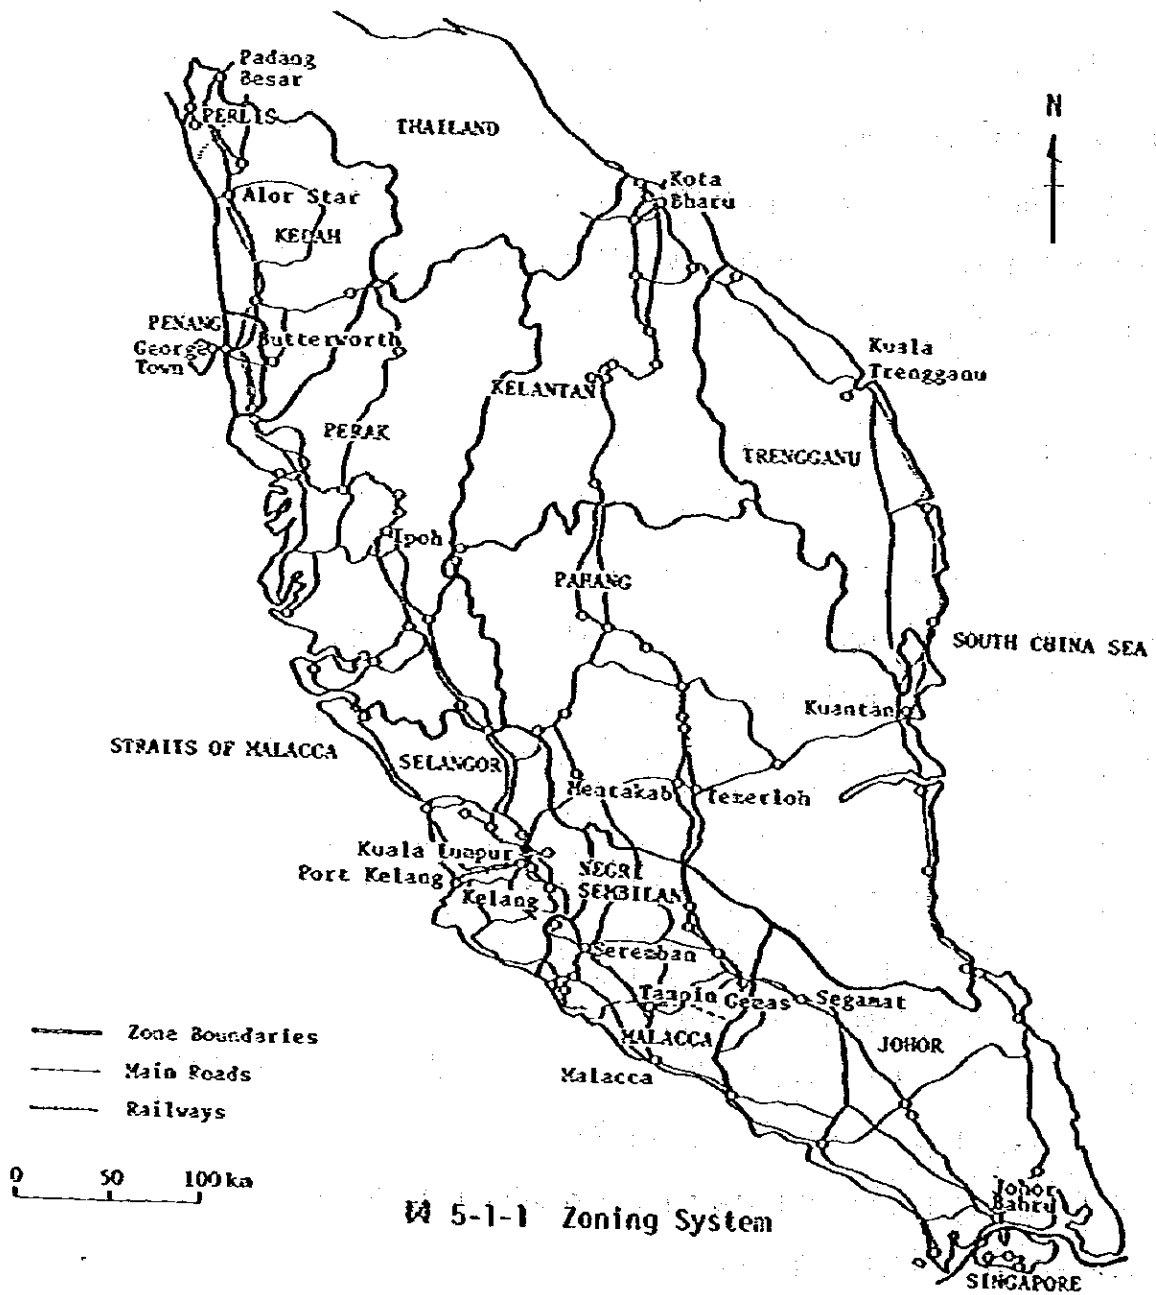 Padang
Besar
PERLIS
THAILAND
N
Kota
Bharu
Alor Star
KEDAH
PENANG
George
Town
Butterworth
Kuala
Trengganu
KELANTAN
PERAK
TRENGGANU
Ipoh
PAHANG
SOUTH CHINA SEA
Kuantan
STRAITS OF MALACCA
SELANGOR
Mentakab
Temerloh
Kuala Lumpur
Port Kelang
Kelang
NEGRI
SEMBILAN
Seremban
Tampin
Gemas
Segamat
MALACCA
JOHOR
Malacca
Zone Boundaries
Main Roads
Railways
0 50 100 km
Johor
Bahru
SINGAPORE
図 5-1-1 Zoning System